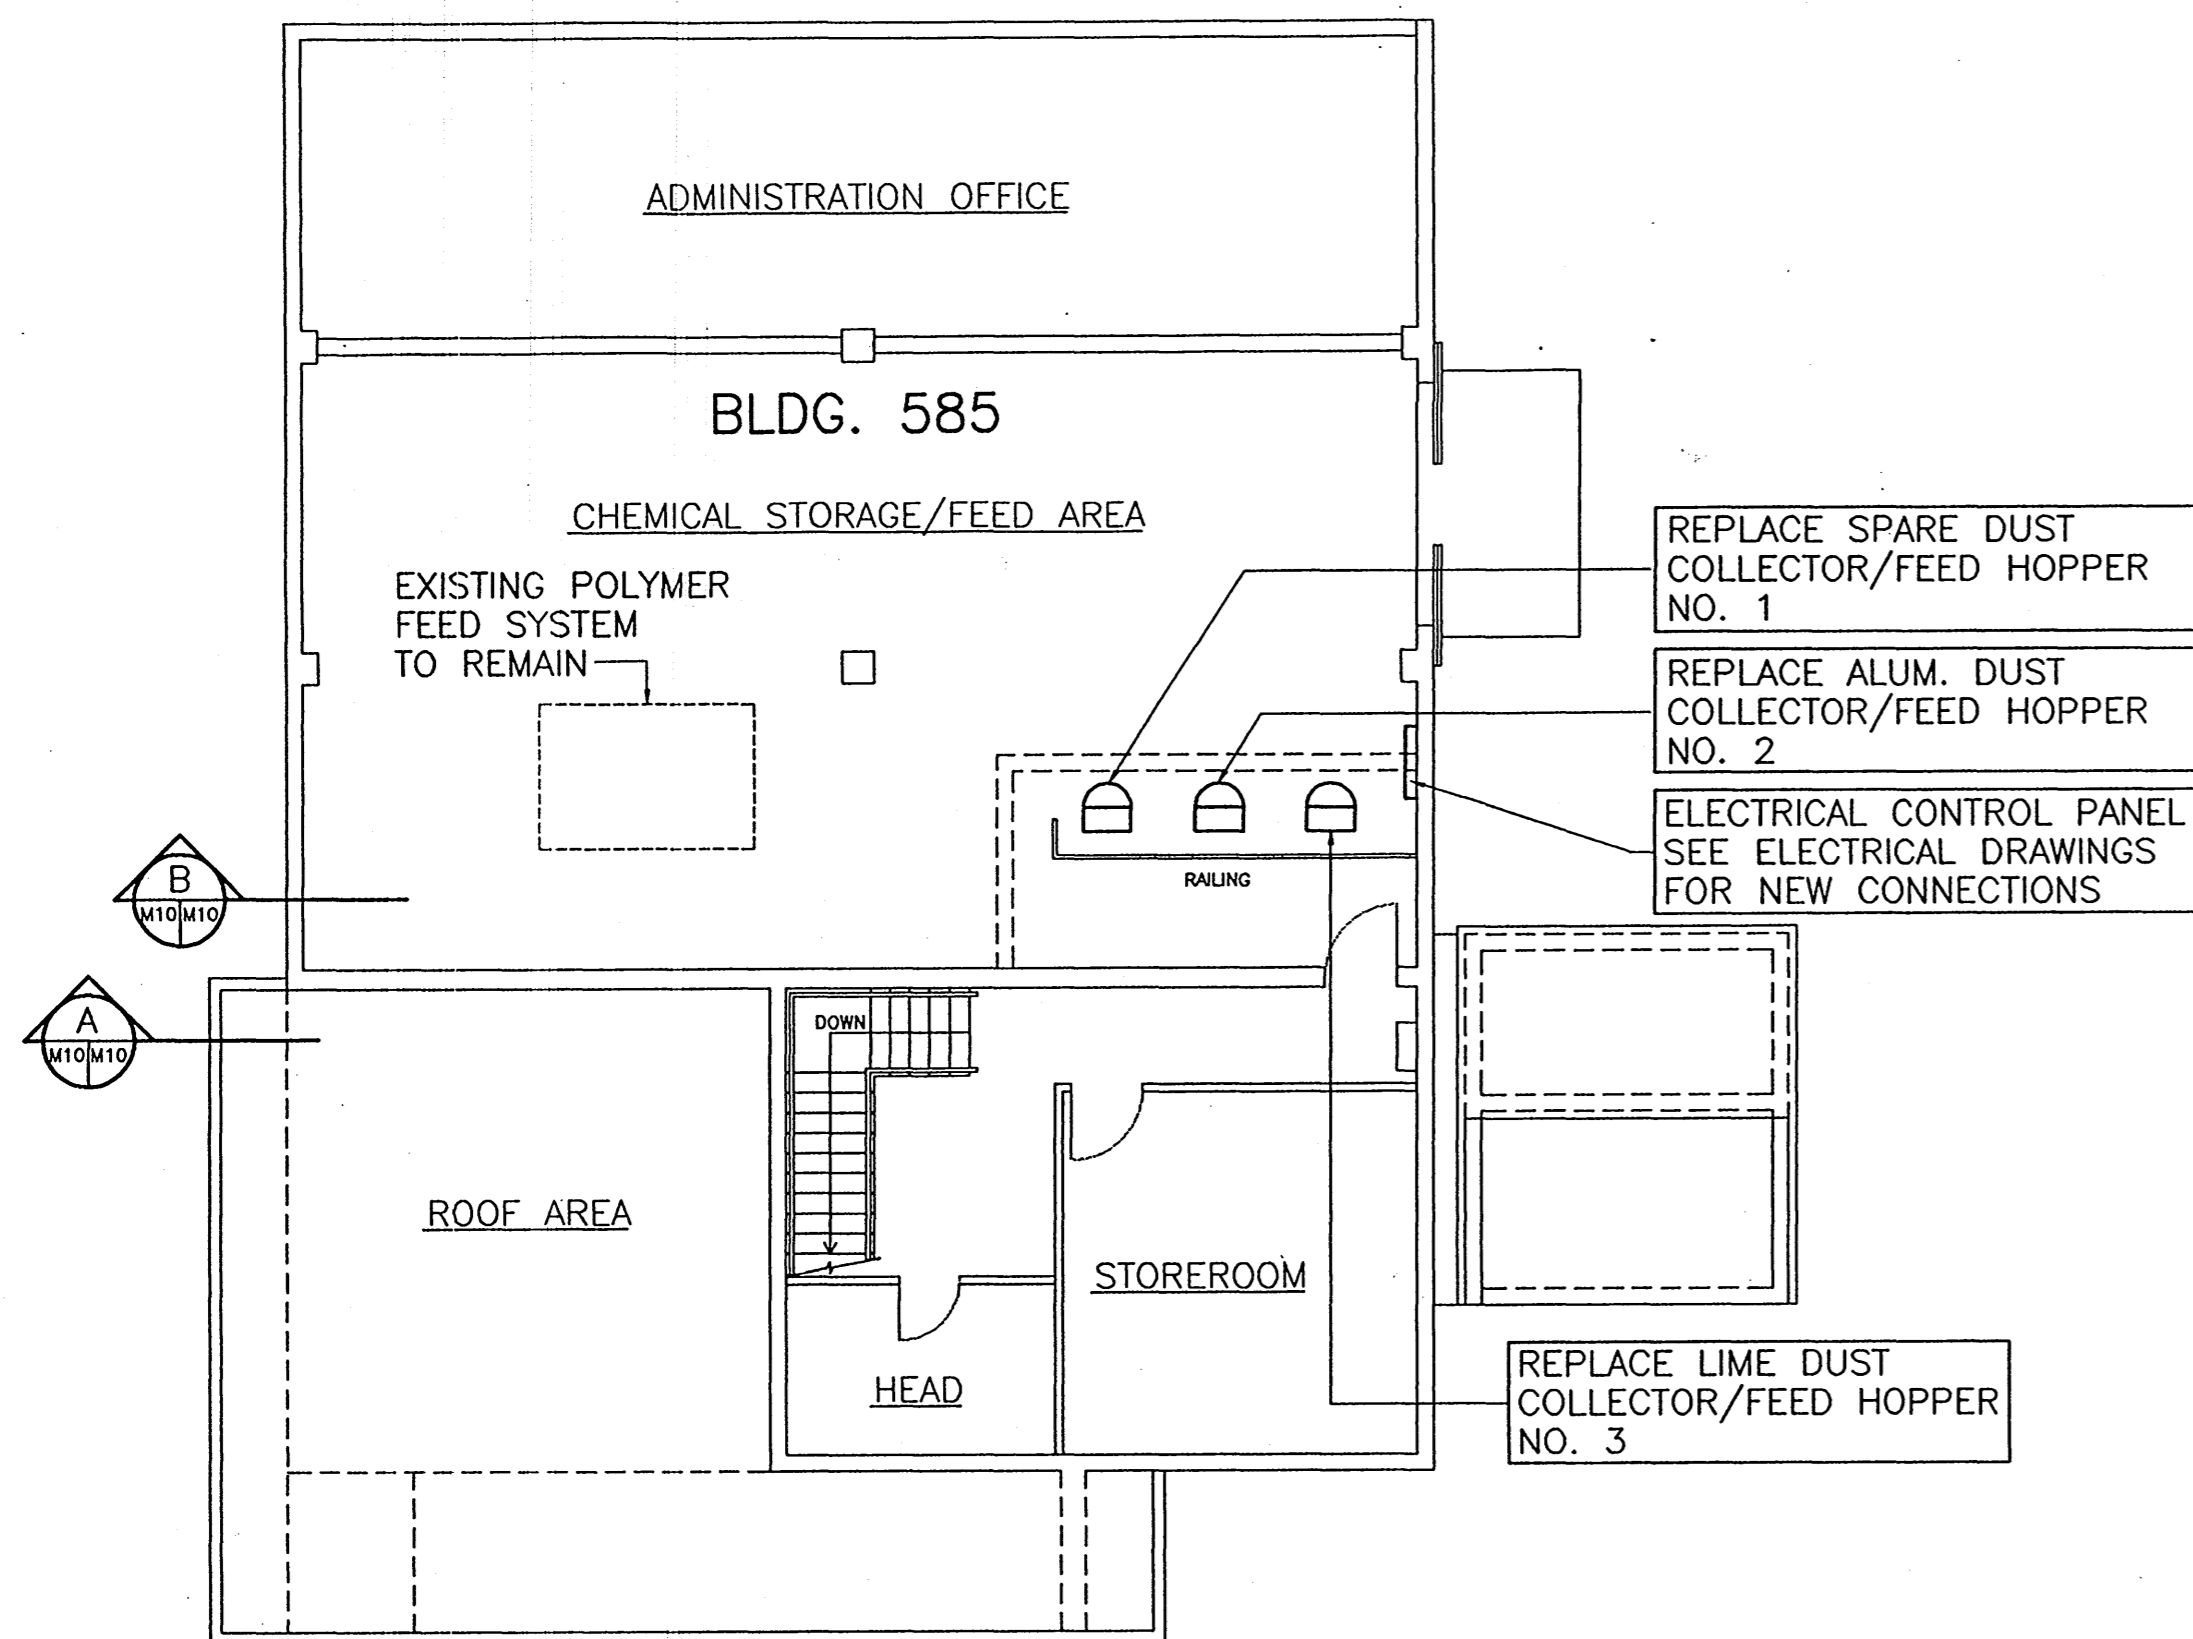 ADMINISTRATION OFFICE
BLDG. 585
CHEMICAL STORAGE/FEED AREA
EXISTING POLYMER
FEED SYSTEM
TO REMAIN
REPLACE SPARE DUST
COLLECTOR/FEED HOPPER
NO. 1
REPLACE ALUM. DUST
COLLECTOR/FEED HOPPER
NO. 2
ELECTRICAL CONTROL PANEL
SEE ELECTRICAL DRAWINGS
FOR NEW CONNECTIONS
RAILING
B
M10 M10
A
M10 M10
DOWN
ROOF AREA
STOREROOM
HEAD
REPLACE LIME DUST
COLLECTOR/FEED HOPPER
NO. 3